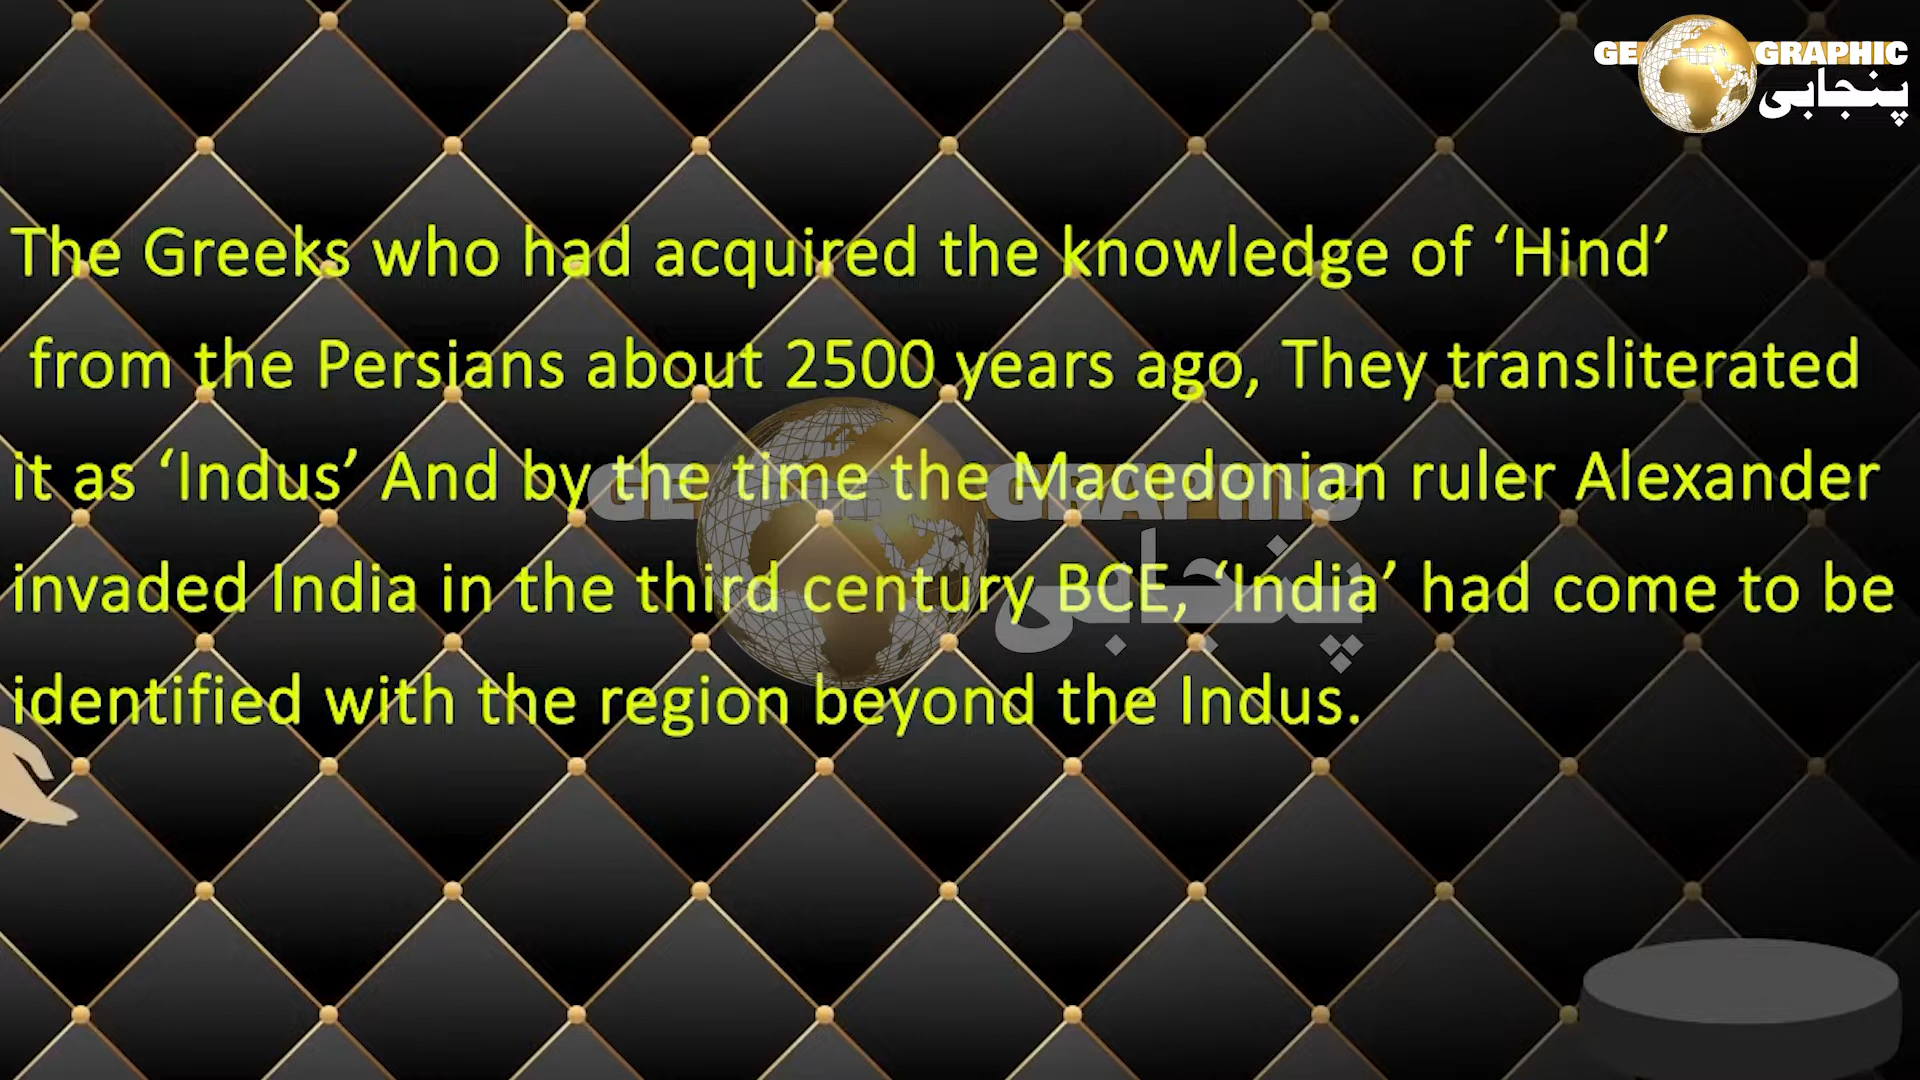 GEOGRAPHIC
پنجابی
The Greeks who had acquired the knowledge of ‘Hind’
from the Persians about 2500 years ago, They transliterated
it as ‘Indus’ And by the time the Macedonian ruler Alexander
invaded India in the third century BCE, ‘India’ had come to be
identified with the region beyond the Indus.
GEOGRAPHIC
پنجابی